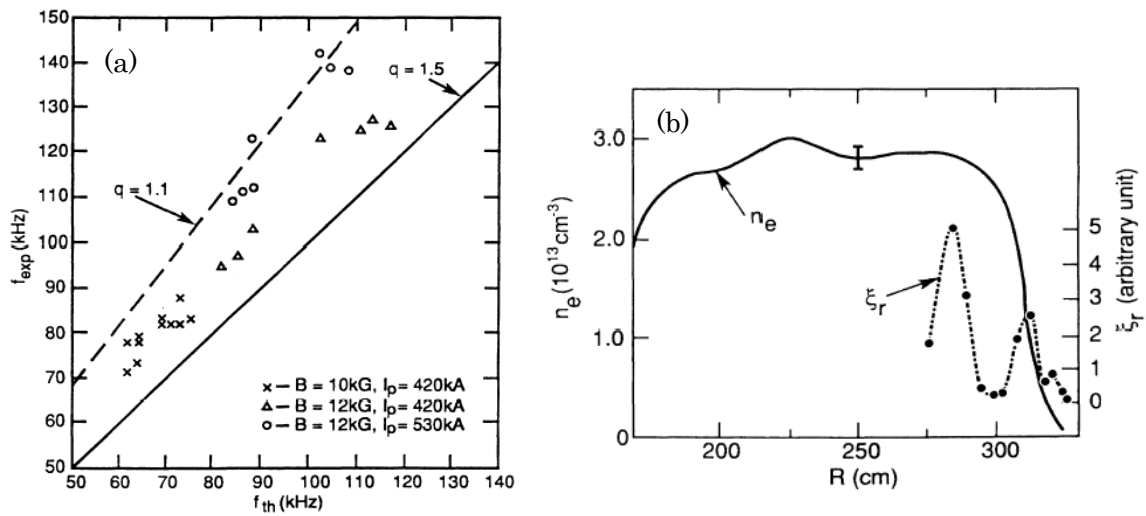 (a)
150
140
130
120
110
100
90
80
70
60
50
f_exp (kHz)
q = 1.1
q = 1.5
× – B = 10kG, I_p = 420kA
△ – B = 12kG, I_p = 420kA
○ – B = 12kG, I_p = 530kA
50 60 70 80 90 100 110 120 130 140
f_th (kHz)
(b)
3.0
2.0
1.0
0
n_e (10^13 cm^-3)
n_e
ξ_r
5
4
3
2
1
0
ξ_r (arbitrary unit)
200 250 300
R (cm)